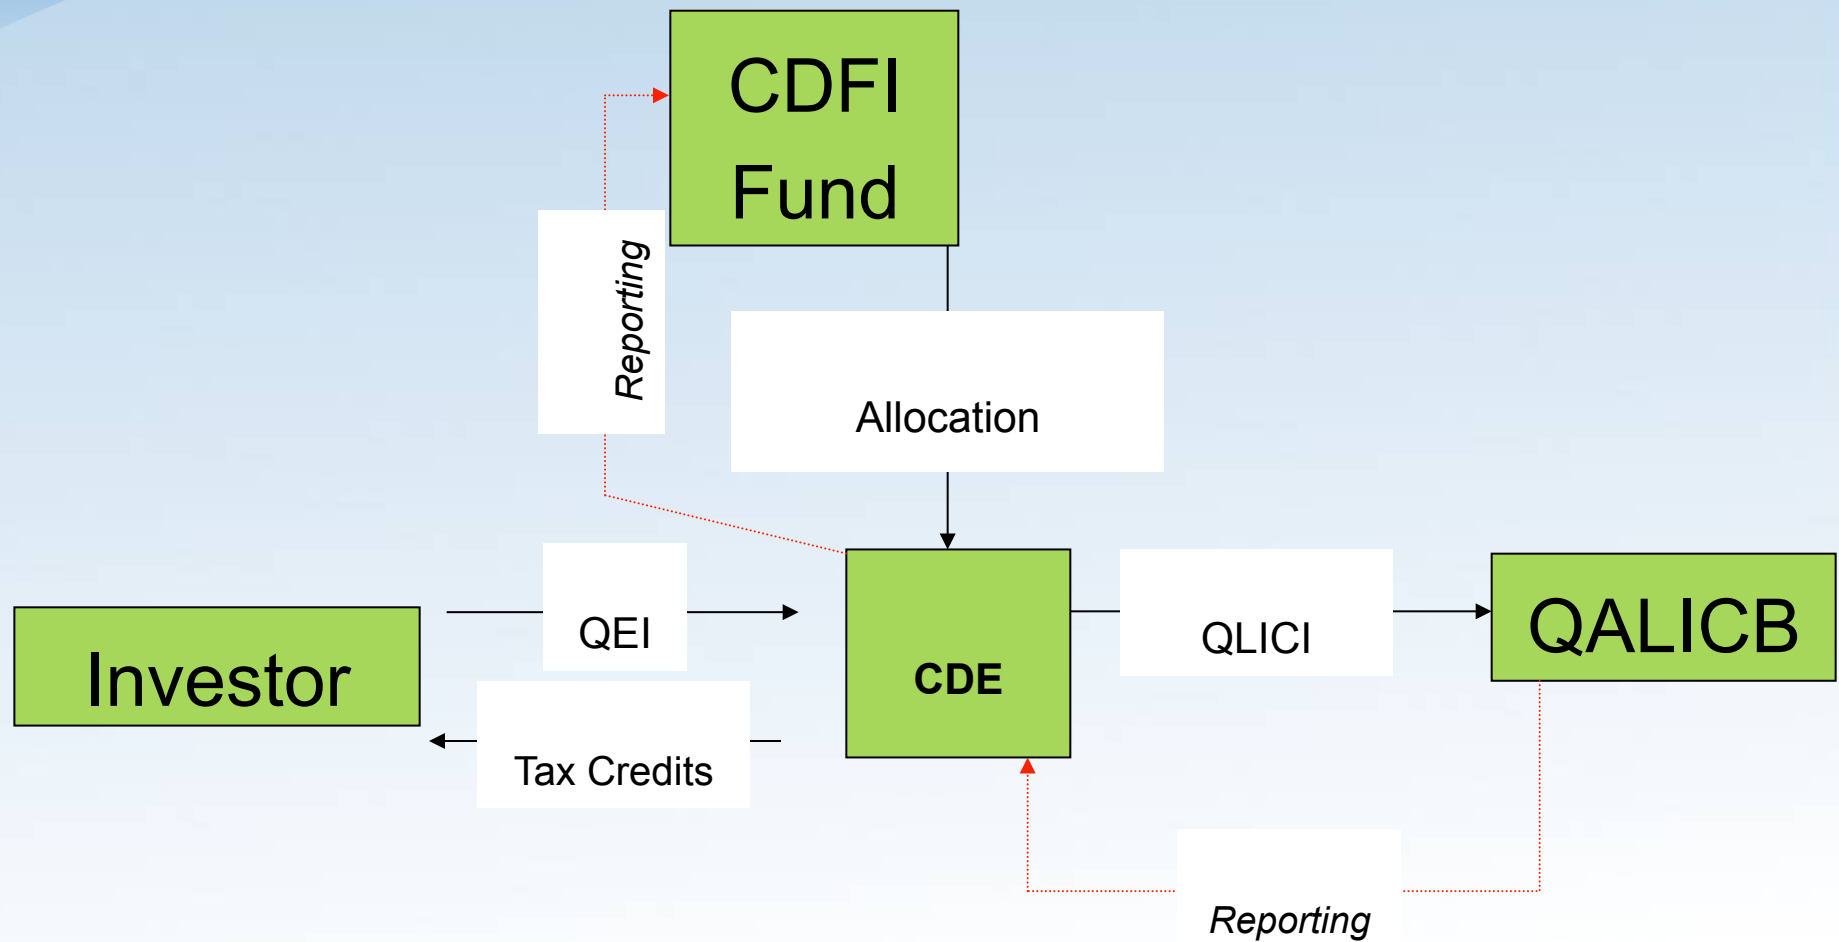 CDFI
Fund
Reporting
Allocation
QEI
QLICI
QALICB
Investor
CDE
Tax Credits
Reporting